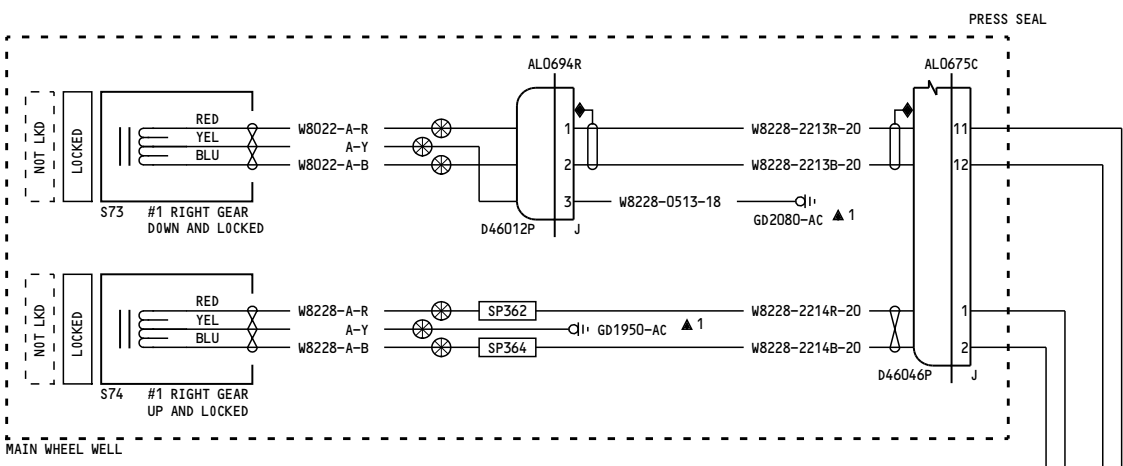 PRESS SEAL
AL0694R
AL0675C
NOT LKD
LOCKED
RED
YEL
BLU
W8022-A-R
A-Y
W8022-A-B
1
2
3
W8228-2213R-20
W8228-2213B-20
W8228-0513-18
GD2080-AC
1
11
12
S73
#1 RIGHT GEAR
DOWN AND LOCKED
D46012P
J
NOT LKD
LOCKED
RED
YEL
BLU
W8228-A-R
A-Y
W8228-A-B
SP362
SP364
GD1950-AC
1
W8228-2214R-20
W8228-2214B-20
1
2
D46046P
J
S74
#1 RIGHT GEAR
UP AND LOCKED
MAIN WHEEL WELL